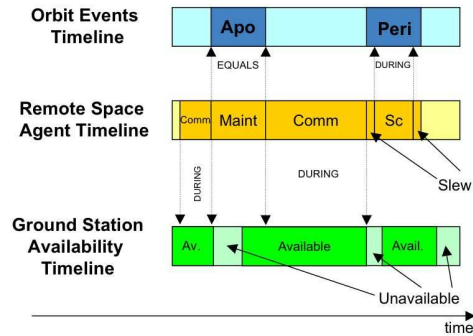 Orbit Events
Timeline
Apo
Peri
EQUALS
DURING
Remote Space
Agent Timeline
Comm
Maint
Comm
Sc
Slew
DURING
DURING
Ground Station
Availability
Timeline
Av.
Available
Avail.
Unavailable
time